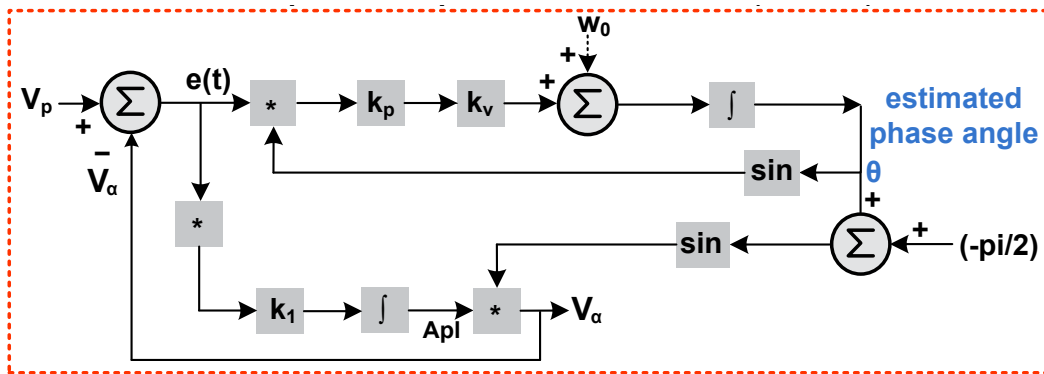 w₀
Vₚ
+
Σ
e(t)
*
kₚ
kᵥ
+
+
Σ
∫
estimated
phase angle
θ
−
Vα
sin
+
*
sin
Σ
+
(-pi/2)
k₁
∫
Apl
*
Vα